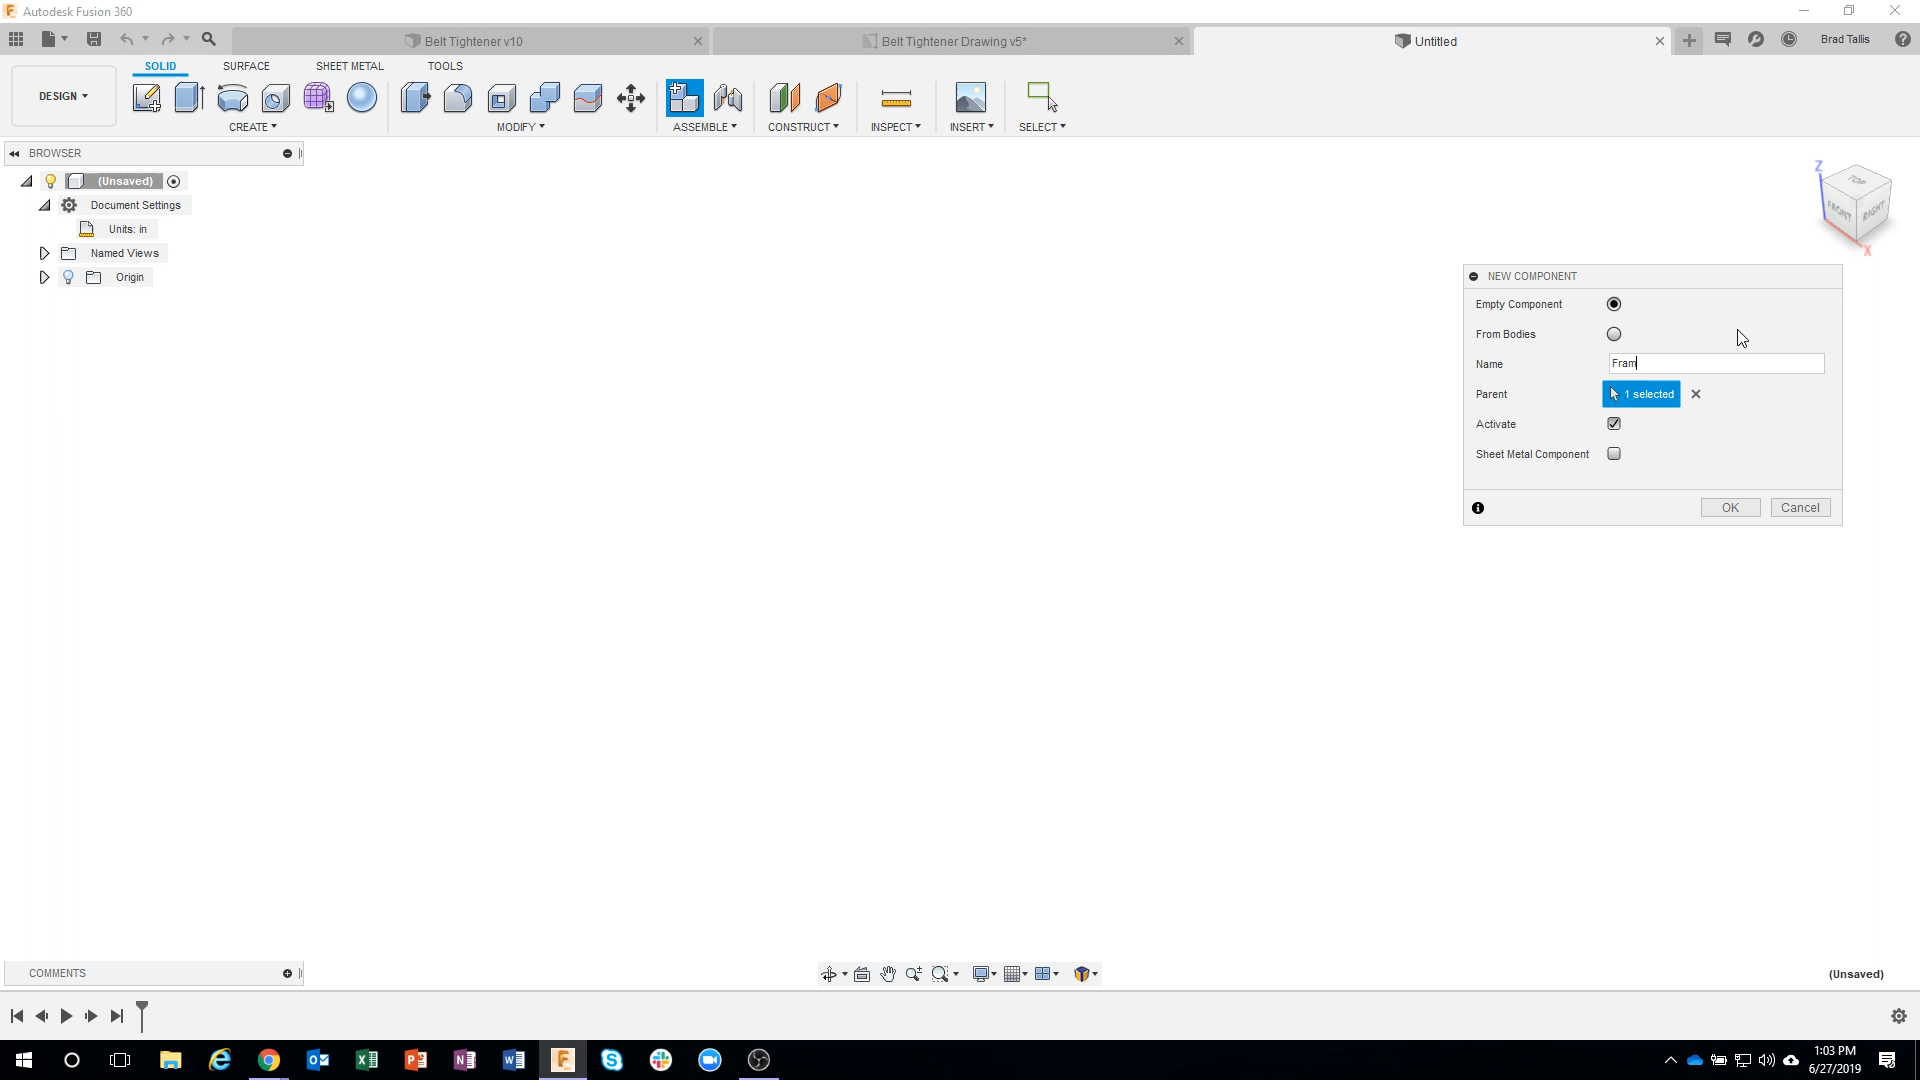 Autodesk Fusion 360
Belt Tightener v10
Belt Tightener Drawing v5*
Untitled
Brad Tallis
DESIGN
SOLID
SURFACE
SHEET METAL
TOOLS
CREATE
MODIFY
ASSEMBLE
CONSTRUCT
INSPECT
INSERT
SELECT
BROWSER
(Unsaved)
Document Settings
Units: in
Named Views
Origin
Z
TOP
FRONT
RIGHT
X
NEW COMPONENT
Empty Component
From Bodies
Name Fram
Parent 1 selected
Activate
Sheet Metal Component
OK Cancel
COMMENTS
(Unsaved)
1:03 PM
6/27/2019